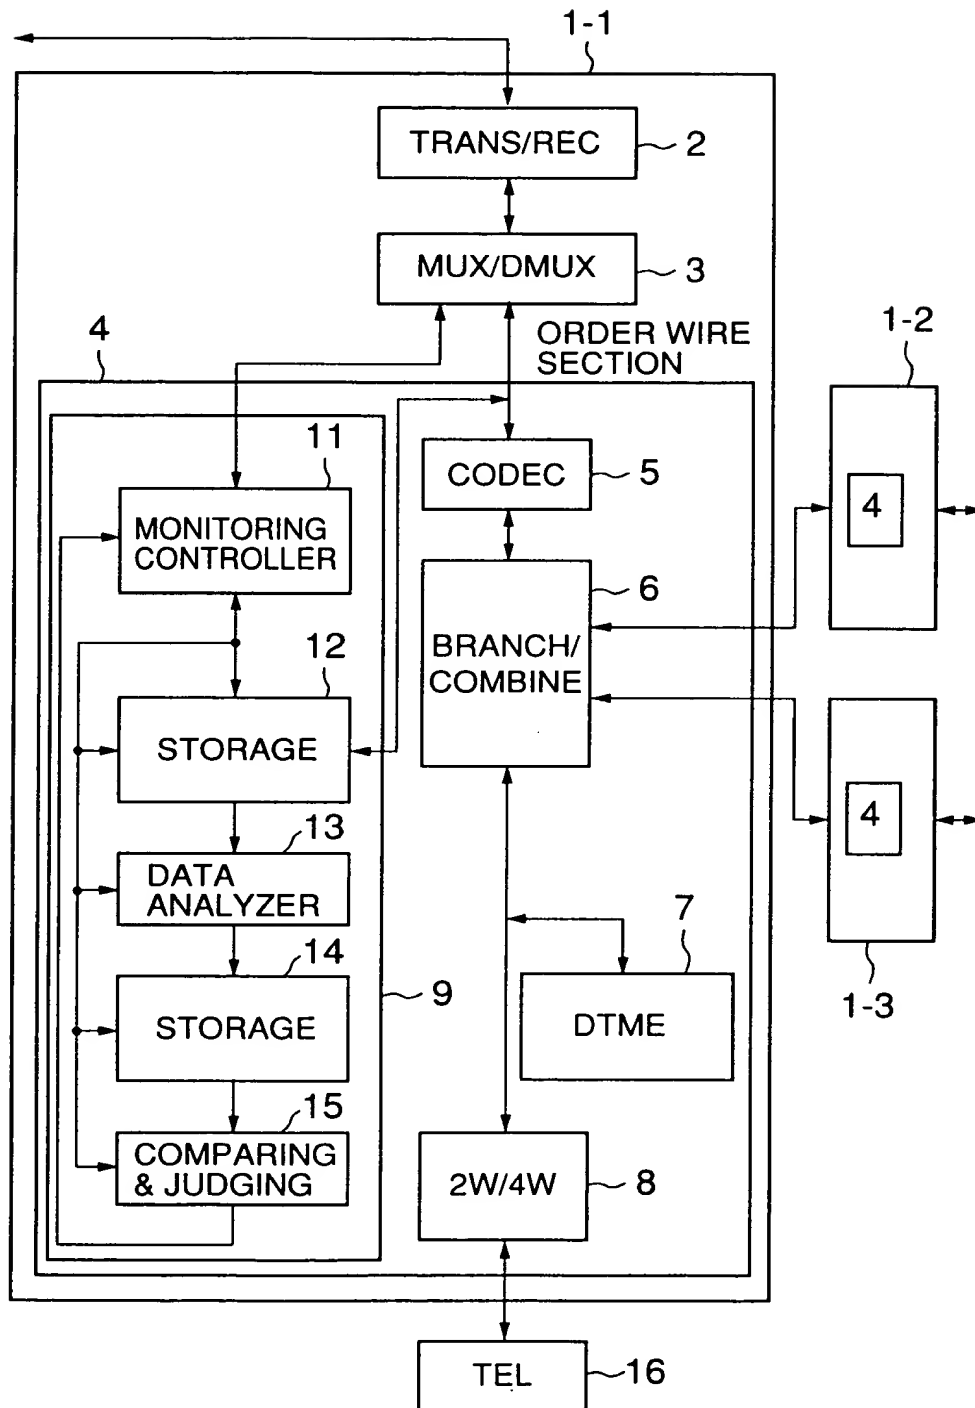 1-1
TRANS/REC
2
MUX/DMUX
3
ORDER WIRE
SECTION
4
1-2
11
MONITORING
CONTROLLER
CODEC
5
4
6
BRANCH/
COMBINE
12
STORAGE
13
DATA
ANALYZER
4
7
14
STORAGE
9
DTME
1-3
15
COMPARING
& JUDGING
2W/4W
8
TEL
16